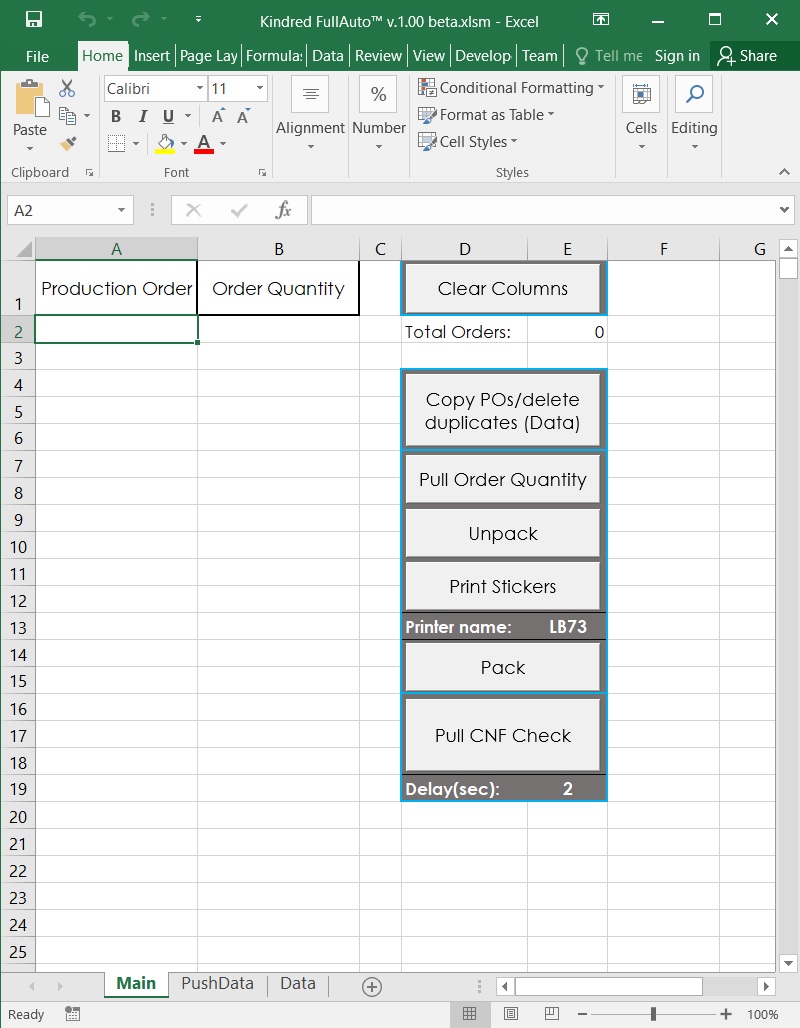 Kindred FullAuto™ v.1.00 beta.xlsm - Excel
File Home Insert Page Lay Formula: Data Review View Develop Team Tell me Sign in Share
Calibri 11
Conditional Formatting
Paste
B I U A A
Alignment Number
%
Format as Table
Cells Editing
A
Cell Styles
Clipboard Font Styles
A2 fx
A B C D E F G
1 Production Order Order Quantity Clear Columns
2 Total Orders: 0
3
4
5 Copy POs/delete
6 duplicates (Data)
7 Pull Order Quantity
8
9 Unpack
10
11 Print Stickers
12
13 Printer name: LB73
14 Pack
15
16
17 Pull CNF Check
18
19 Delay(sec): 2
20
21
22
23
24
25
Main PushData Data
Ready 100%